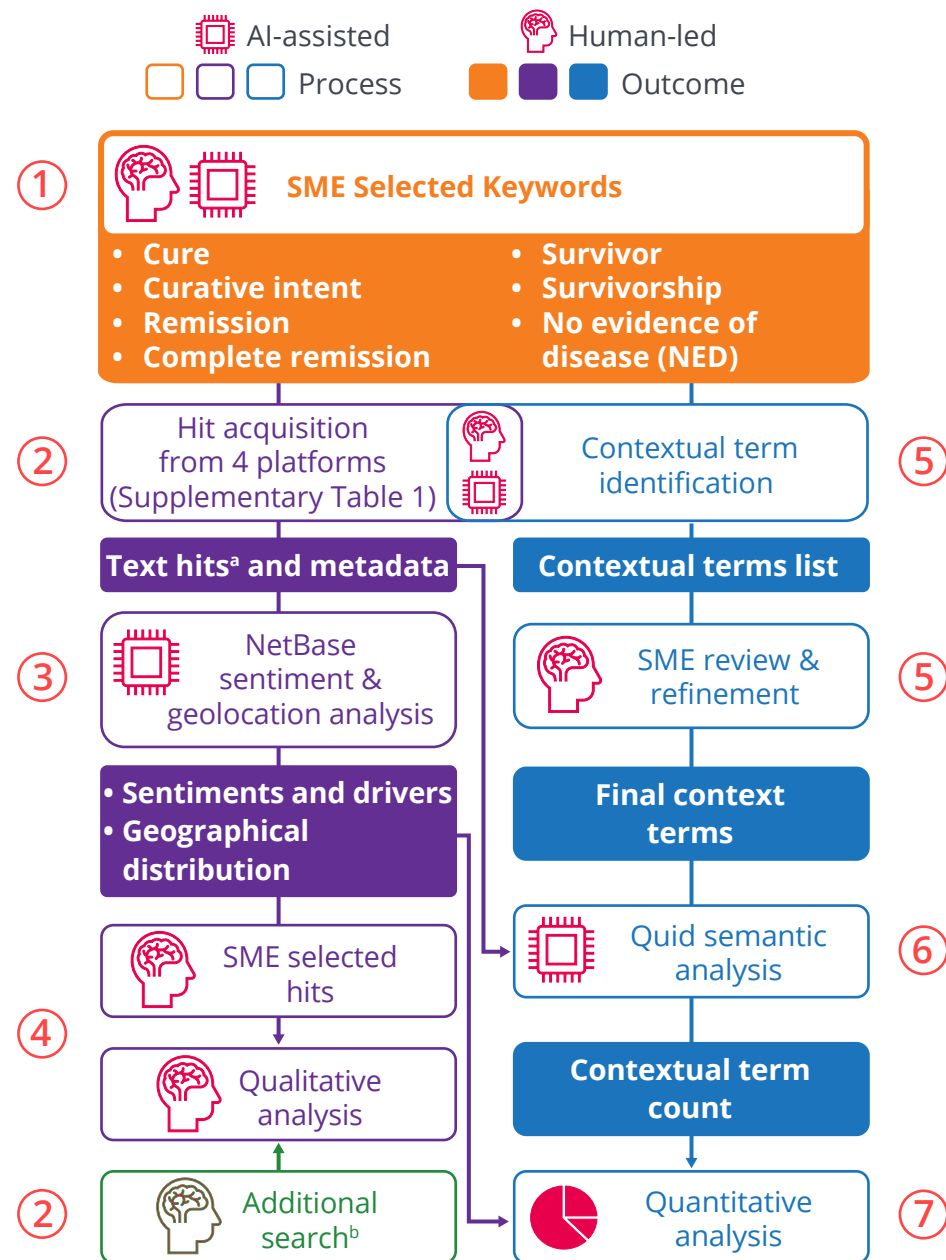 AI-assisted
Human-led
Process
Outcome
1
SME Selected Keywords
• Cure
• Curative intent
• Remission
• Complete remission
• Survivor
• Survivorship
• No evidence of
disease (NED)
2
Hit acquisition
from 4 platforms
(Supplementary Table 1)
Contextual term
identification
5
Text hitsᵃ and metadata
Contextual terms list
3
NetBase
sentiment &
geolocation analysis
SME review &
refinement
5
• Sentiments and drivers
• Geographical
distribution
Final context
terms
SME selected
hits
Quid semantic
analysis
6
4
Qualitative
analysis
Contextual term
count
2
Additional
searchᵇ
Quantitative
analysis
7